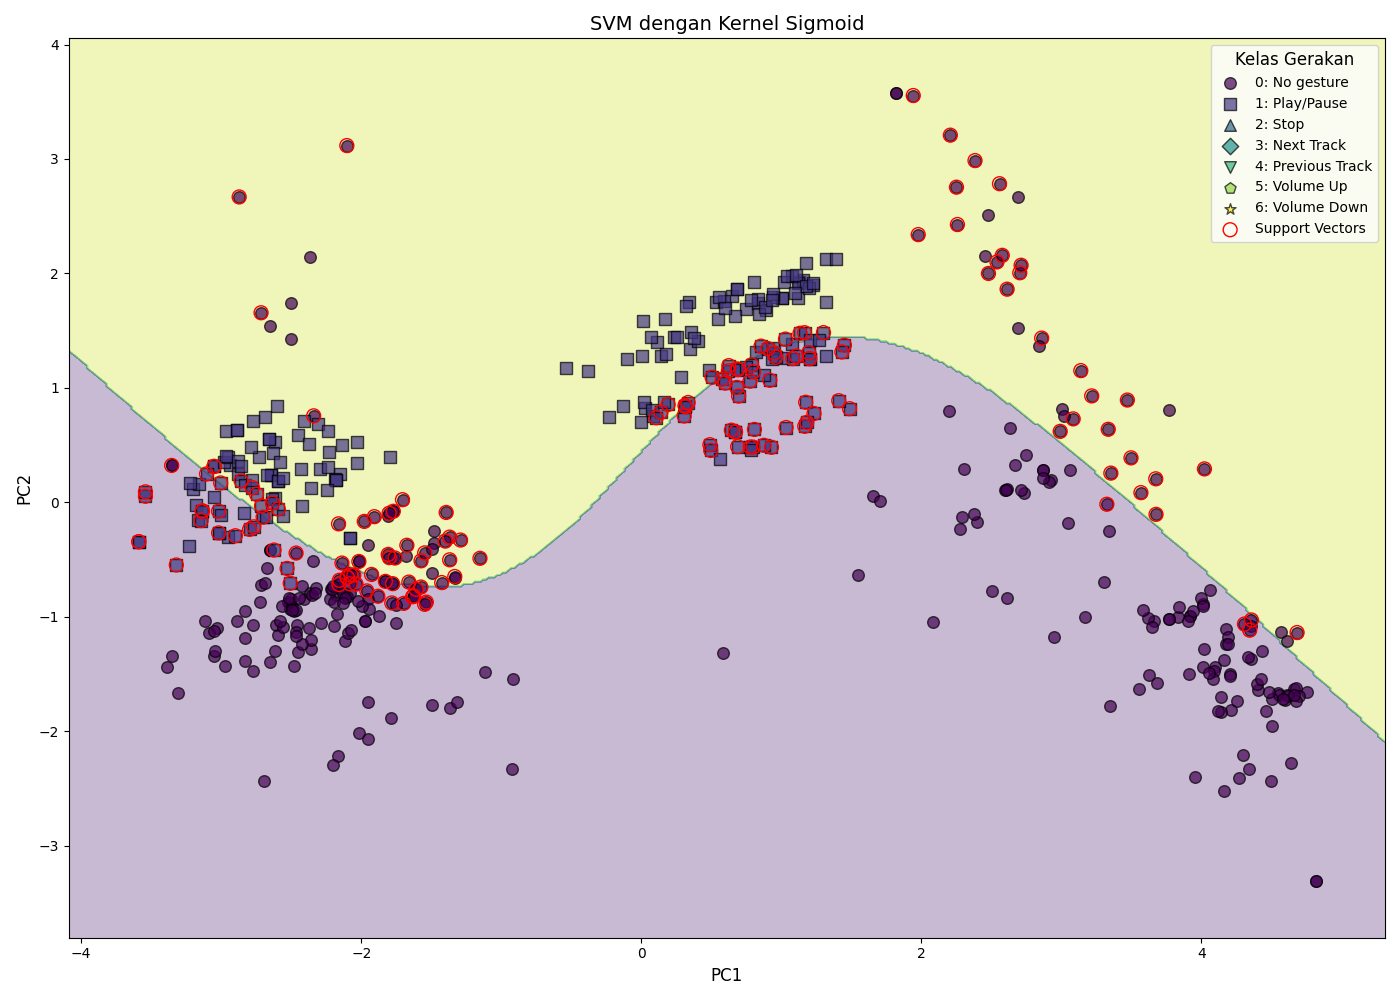 SVM dengan Kernel Sigmoid
Kelas Gerakan
0: No gesture
1: Play/Pause
2: Stop
3: Next Track
4: Previous Track
5: Volume Up
6: Volume Down
Support Vectors
4
3
2
1
0
−1
−2
−3
PC2
−4
−2
0
2
4
PC1